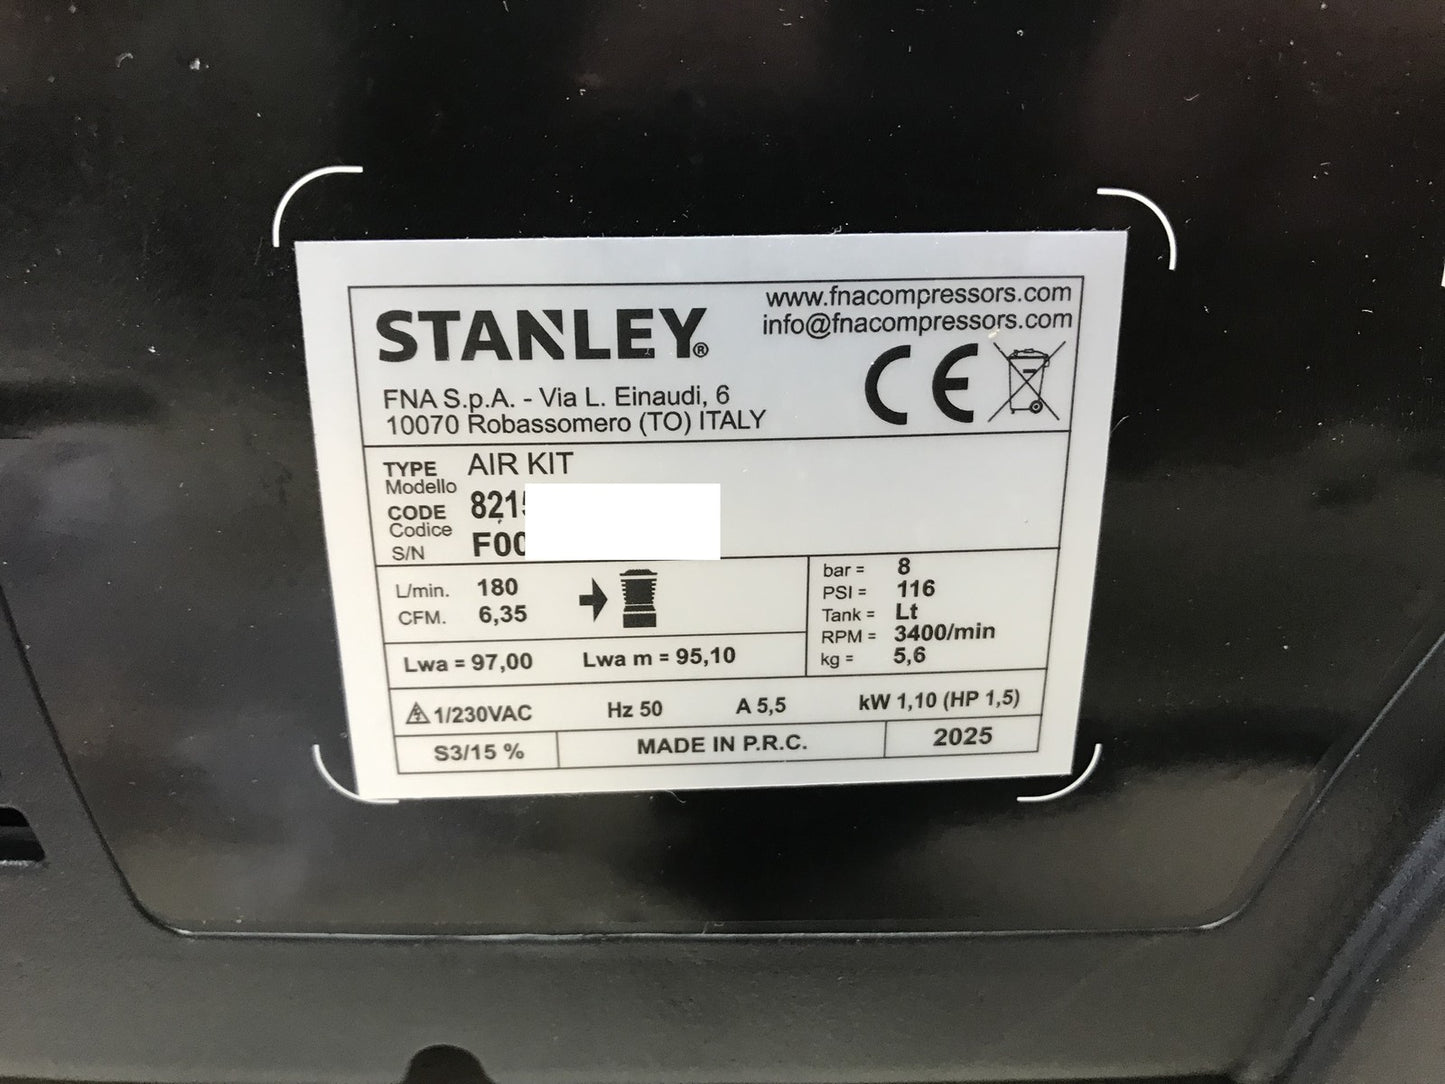 STANLEY®
www.fnacompressors.com
info@fnacompressors.com
FNA S.p.A. - Via L. Einaudi, 6
10070 Robassomero (TO) ITALY
CE
TYPE AIR KIT
Modello
CODE 821
Codice
S/N F00
L/min. 180
CFM. 6,35
bar = 8
PSI = 116
Tank = Lt
RPM = 3400/min
kg = 5,6
Lwa = 97,00 Lwa m = 95,10
1/230VAC Hz 50 A 5,5 kW 1,10 (HP 1,5)
S3/15 % MADE IN P.R.C. 2025